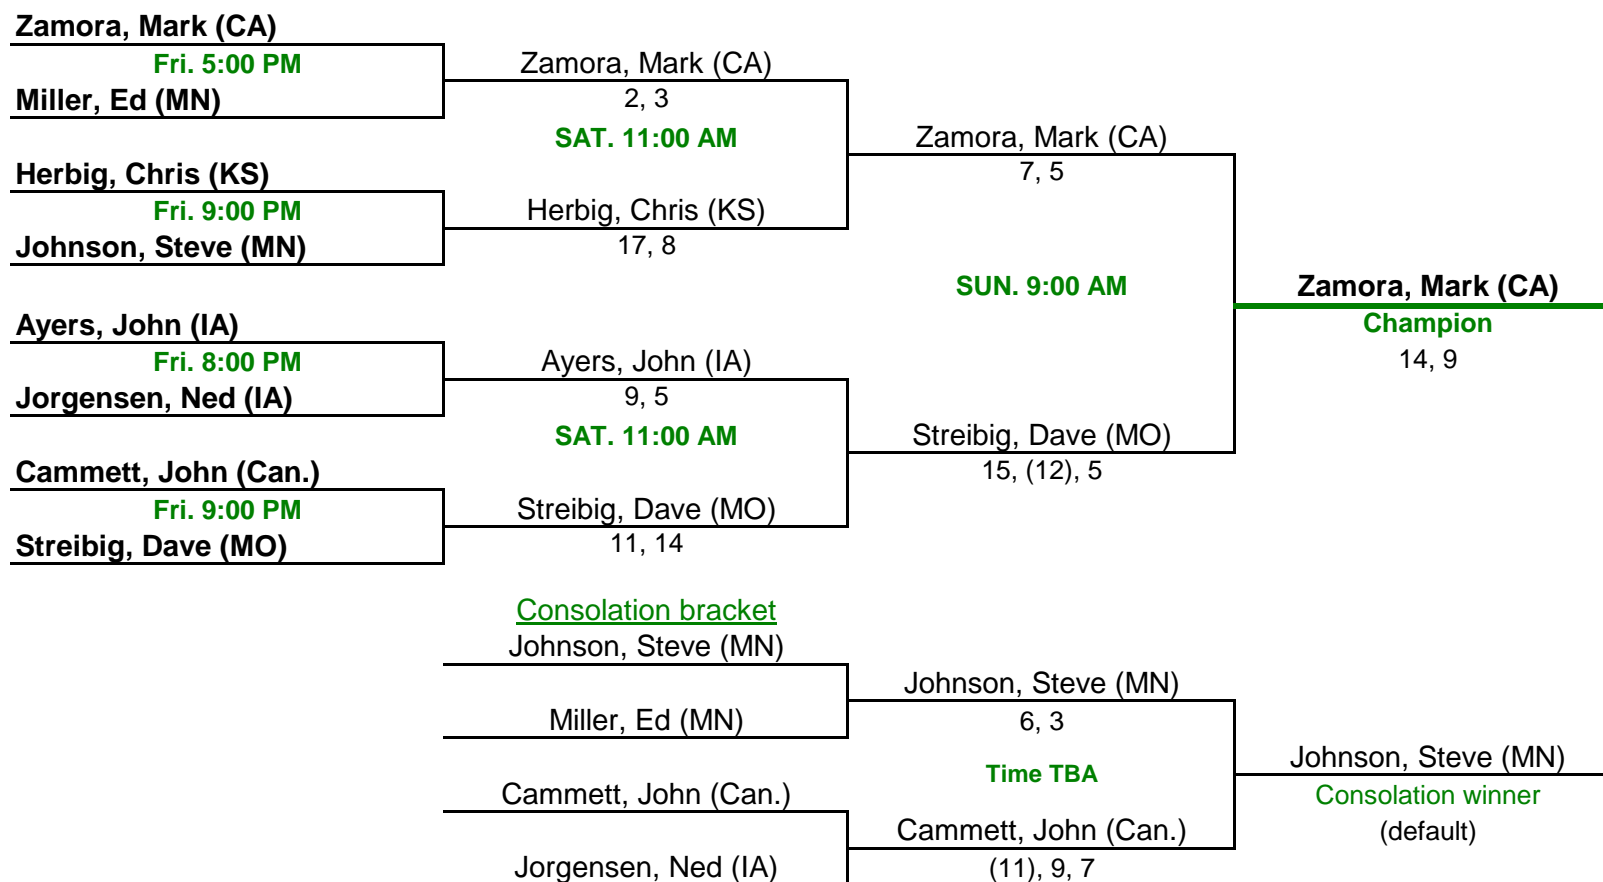 Zamora, Mark (CA)
Fri. 5:00 PM
Miller, Ed (MN)
Herbig, Chris (KS)
Fri. 9:00 PM
Johnson, Steve (MN)
Ayers, John (IA)
Fri. 8:00 PM
Jorgensen, Ned (IA)
Cammett, John (Can.)
Fri. 9:00 PM
Streibig, Dave (MO)
Zamora, Mark (CA)
2, 3
SAT. 11:00 AM
Herbig, Chris (KS)
17, 8
Ayers, John (IA)
9, 5
SAT. 11:00 AM
Streibig, Dave (MO)
11, 14
Zamora, Mark (CA)
7, 5
SUN. 9:00 AM
Streibig, Dave (MO)
15, (12), 5
Zamora, Mark (CA)
Champion
14, 9
Consolation bracket
Johnson, Steve (MN)
Miller, Ed (MN)
Cammett, John (Can.)
Jorgensen, Ned (IA)
Johnson, Steve (MN)
6, 3
Time TBA
Cammett, John (Can.)
(11), 9, 7
Johnson, Steve (MN)
Consolation winner
(default)